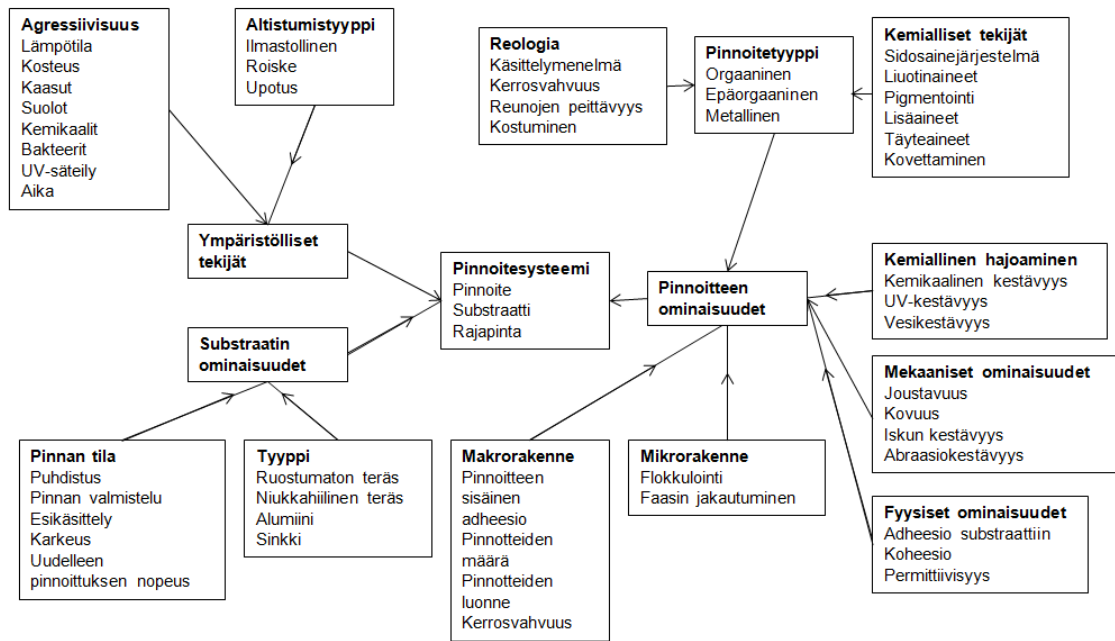 Agressiivisuus
Lämpötila
Kosteus
Kaasut
Suolot
Kemikaalit
Bakteerit
UV-säteily
Aika
Altistumistyyppi
Ilmastollinen
Roiske
Upotus
Reologia
Käsittelymenelmä
Kerrosvahvuus
Reunojen peittävyys
Kostuminen
Pinnoitetyyppi
Orgaaninen
Epäorgaaninen
Metallinen
Kemialliset tekijät
Sidosainejärjestelmä
Liuotinaineet
Pigmentointi
Lisäaineet
Täyteaineet
Kovettaminen
Ympäristölliset
tekijät
Pinnoitesysteemi
Pinnoite
Substraatti
Rajapinta
Pinnoitteen
ominaisuudet
Kemiallinen hajoaminen
Kemikaalinen kestävyys
UV-kestävyys
Vesikestävyys
Substraatin
ominaisuudet
Mekaaniset ominaisuudet
Joustavuus
Kovuus
Iskun kestävyys
Abraasiokestävyys
Pinnan tila
Puhdistus
Pinnan valmistelu
Esikäsittely
Karkeus
Uudelleen
pinnoittuksen nopeus
Tyyppi
Ruostumaton teräs
Niukkahiilinen teräs
Alumiini
Sinkki
Makrorakenne
Pinnoitteen
sisäinen
adheesio
Pinnotteiden
määrä
Pinnotteiden
luonne
Kerrosvahvuus
Mikrorakenne
Flokkulointi
Faasin jakautuminen
Fyysiset ominaisuudet
Adheesio substraattiin
Koheesio
Permittiivisyys